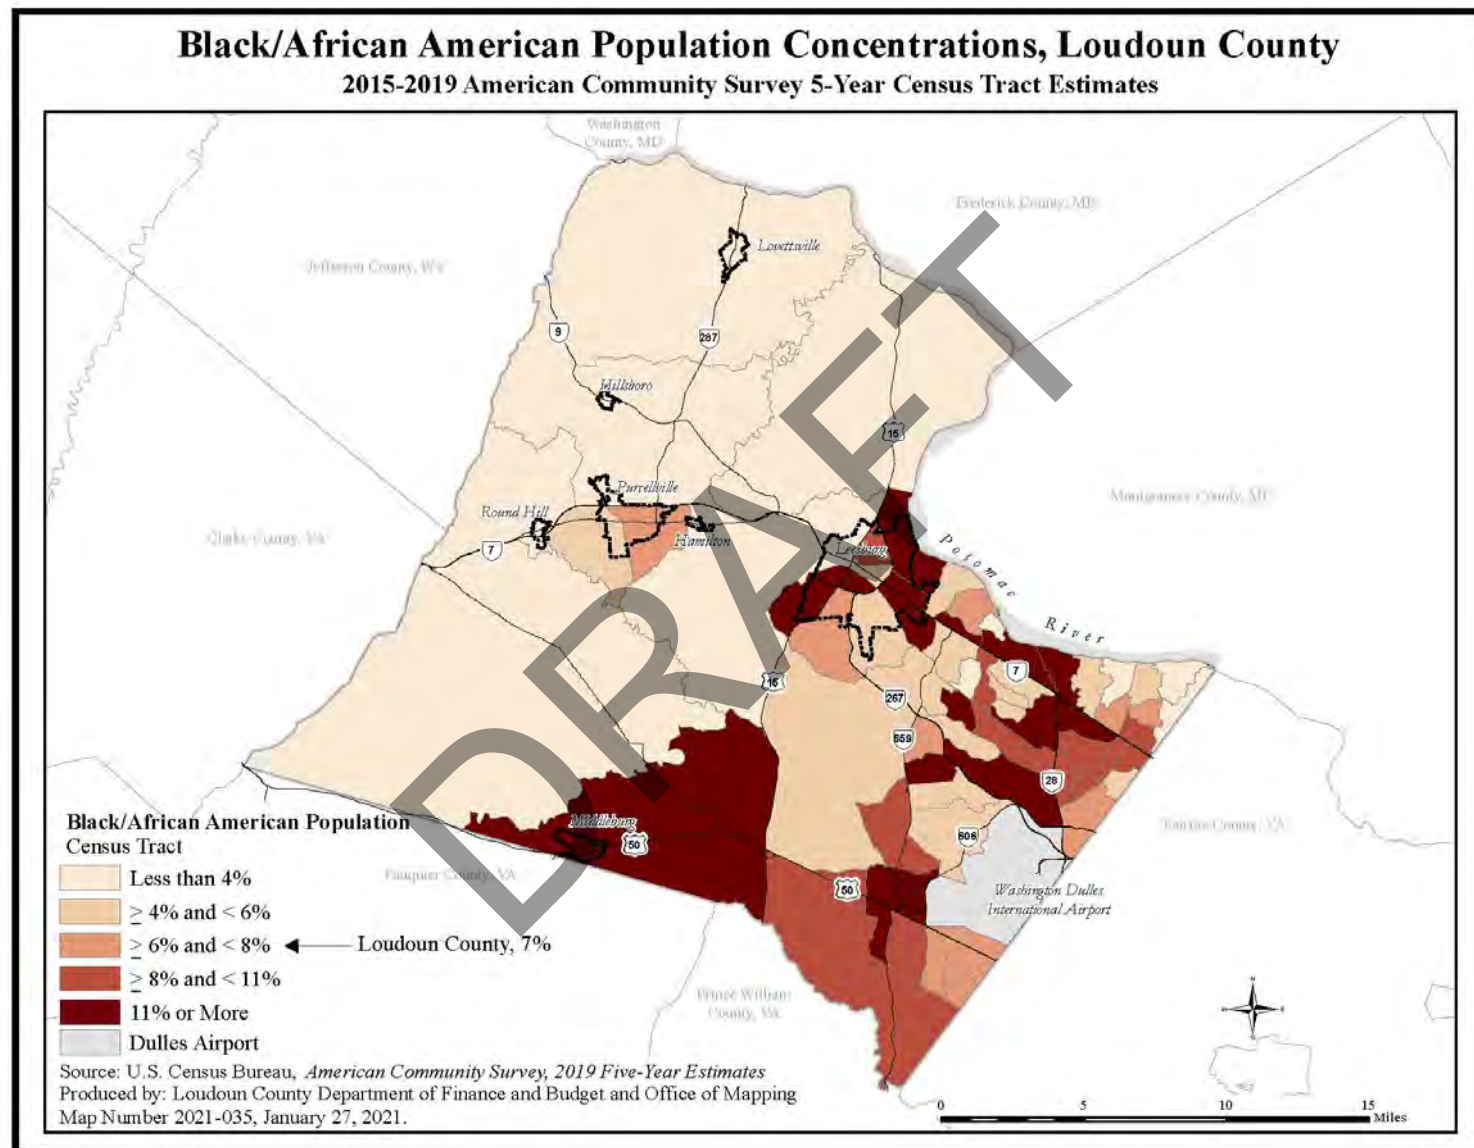 Black/African American Population Concentrations, Loudoun County
2015-2019 American Community Survey 5-Year Census Tract Estimates
Washington
County, MD
Frederick County, MD
Jefferson County, WV
Lovettsville
9
287
Hillsboro
15
Montgomery County, MD
Purcellville
Round Hill
Clarke County, VA
7
Hamilton
Leesburg
Potomac
River
7
15
267
659
28
Middleburg
50
606
Fairfax County, VA
Fauquier County, VA
50
Washington Dulles
International Airport
Prince William
County, VA
DRAFT
Black/African American Population
Census Tract
Less than 4%
≥ 4% and < 6%
≥ 6% and < 8%
Loudoun County, 7%
≥ 8% and < 11%
11% or More
Dulles Airport
Source: U.S. Census Bureau, American Community Survey, 2019 Five-Year Estimates
Produced by: Loudoun County Department of Finance and Budget and Office of Mapping
Map Number 2021-035, January 27, 2021.
N
E
S
W
0 5 10 15
Miles